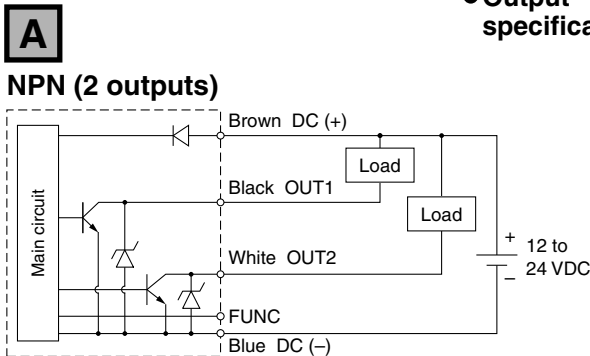 Output
specifica
A
NPN (2 outputs)
Brown DC (+)
Load
Black OUT1
Load
Main circuit
+
12 to
24 VDC
–
White OUT2
FUNC
Blue DC (–)